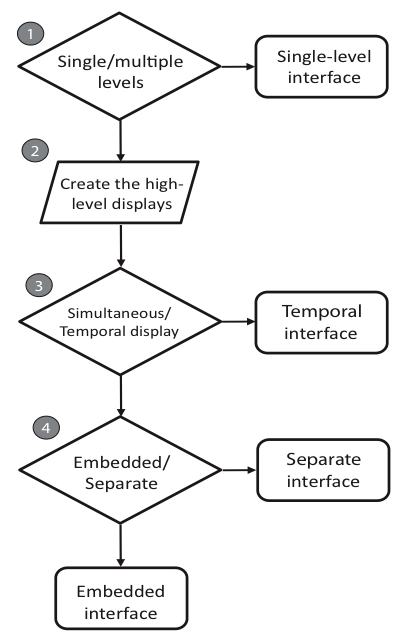 1
Single/multiple
levels
Single-level
interface
2
Create the high-
level displays
3
Simultaneous/
Temporal display
Temporal
interface
4
Embedded/
Separate
Separate
interface
Embedded
interface